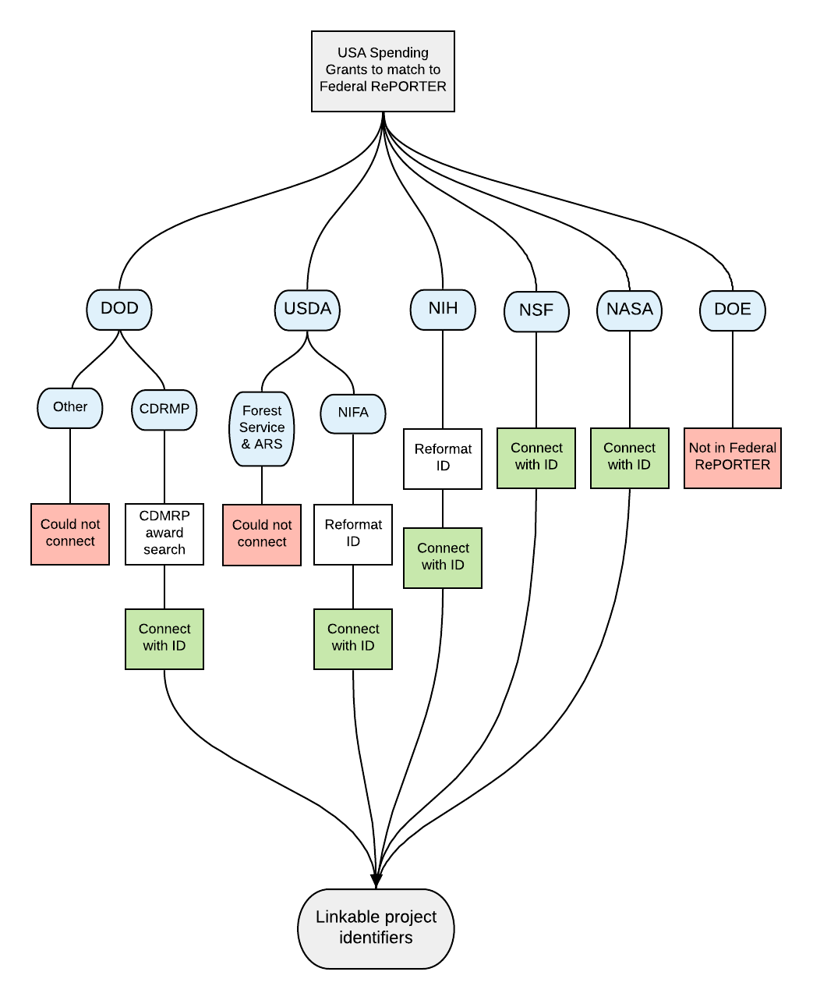 USA Spending
Grants to match to
Federal RePORTER
DOD
USDA
NIH
NSF
NASA
DOE
Other
CDRMP
Forest
Service
& ARS
NIFA
Reformat
ID
Connect
with ID
Connect
with ID
Not in Federal
RePORTER
Could not
connect
CDMRP
award
search
Could not
connect
Reformat
ID
Connect
with ID
Connect
with ID
Connect
with ID
Linkable project
identifiers